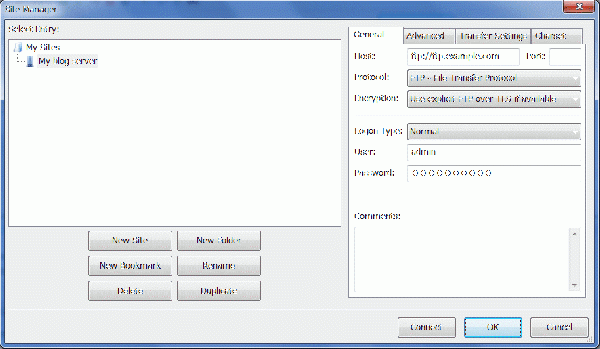 Site Manager
Select Entry:
My Sites
My blog server
New Site
New Folder
New Bookmark
Rename
Delete
Duplicate
General
Advanced
Transfer Settings
Charset
Host:
ftp://ftp.example.com
Port:
Protocol:
FTP - File Transfer Protocol
Encryption:
Use explicit FTP over TLS if available
Logon Type:
Normal
User:
admin
Password:
Comments:
Connect
OK
Cancel